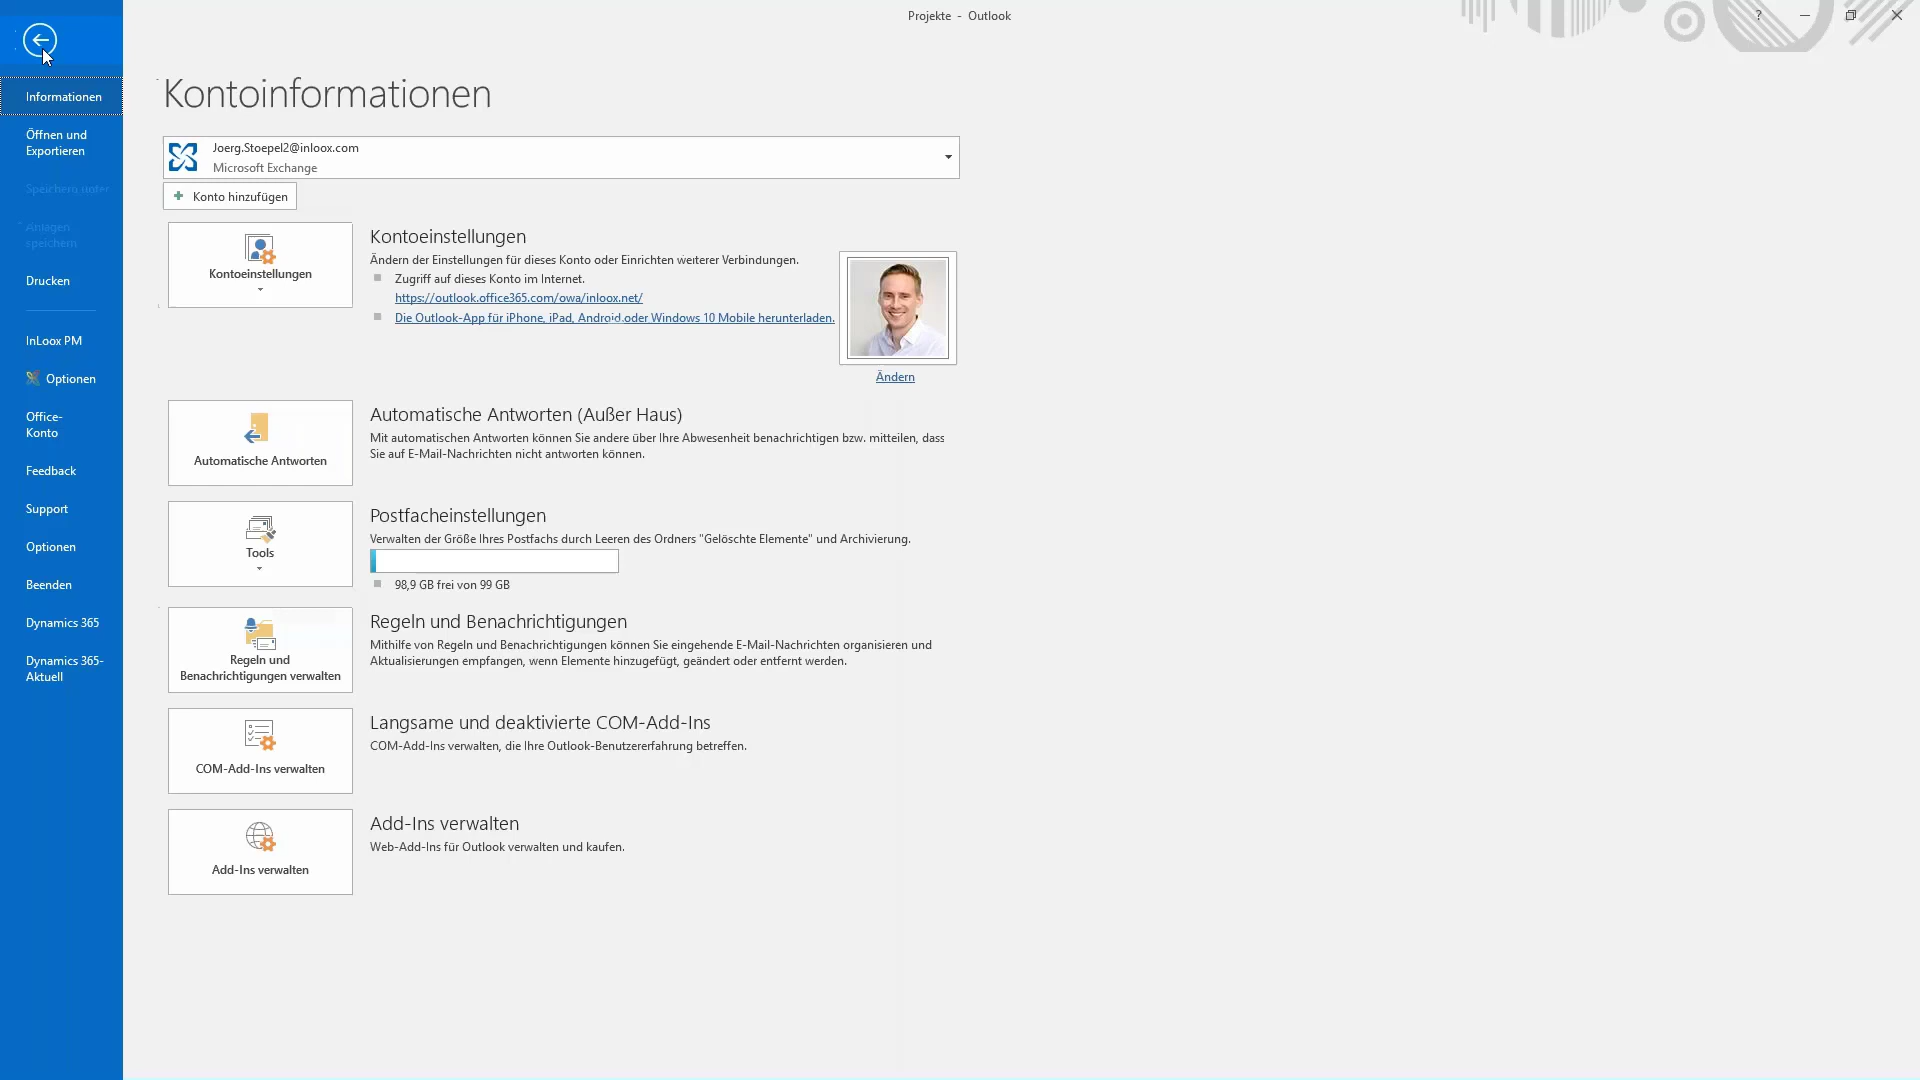 Projekte - Outlook
?
Informationen
Öffnen und
Exportieren
Speichern unter
Anlagen
speichern
Drucken
InLoox PM
Optionen
Office-
Konto
Feedback
Support
Optionen
Beenden
Dynamics 365
Dynamics 365-
Aktuell
Kontoinformationen
Joerg.Stoepel2@inloox.com
Microsoft Exchange
Konto hinzufügen
Kontoeinstellungen
Kontoeinstellungen
Ändern der Einstellungen für dieses Konto oder Einrichten weiterer Verbindungen.
Zugriff auf dieses Konto im Internet.
https://outlook.office365.com/owa/inloox.net/
Die Outlook-App für iPhone, iPad, Android oder Windows 10 Mobile herunterladen.
Ändern
Automatische Antworten
Automatische Antworten (Außer Haus)
Mit automatischen Antworten können Sie andere über Ihre Abwesenheit benachrichtigen bzw. mitteilen, dass
Sie auf E-Mail-Nachrichten nicht antworten können.
Tools
Postfacheinstellungen
Verwalten der Größe Ihres Postfachs durch Leeren des Ordners "Gelöschte Elemente" und Archivierung.
98,9 GB frei von 99 GB
Regeln und
Benachrichtigungen verwalten
Regeln und Benachrichtigungen
Mithilfe von Regeln und Benachrichtigungen können Sie eingehende E-Mail-Nachrichten organisieren und
Aktualisierungen empfangen, wenn Elemente hinzugefügt, geändert oder entfernt werden.
COM-Add-Ins verwalten
Langsame und deaktivierte COM-Add-Ins
COM-Add-Ins verwalten, die Ihre Outlook-Benutzererfahrung betreffen.
Add-Ins verwalten
Add-Ins verwalten
Web-Add-Ins für Outlook verwalten und kaufen.